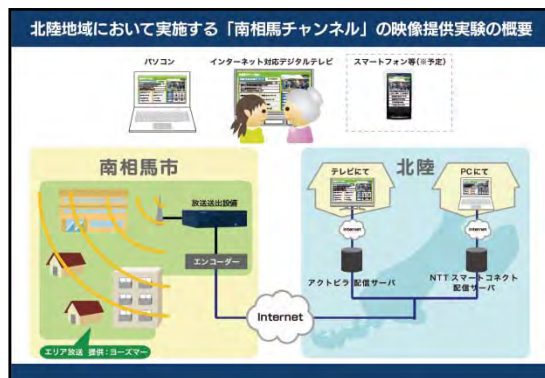 北陸地域において実施する「南相馬チャンネル」の映像提供実験の概要
パソコン
インターネット対応デジタルテレビ
スマートフォン等(※予定)
南相馬市
放送送出設備
エンコーダー
エリア放送 提供:ヨーズマー
Internet
北陸
テレビにて
PCにて
Internet
Internet
アクトビラ 配信サーバ
NTTスマートコネクト
配信サーバ